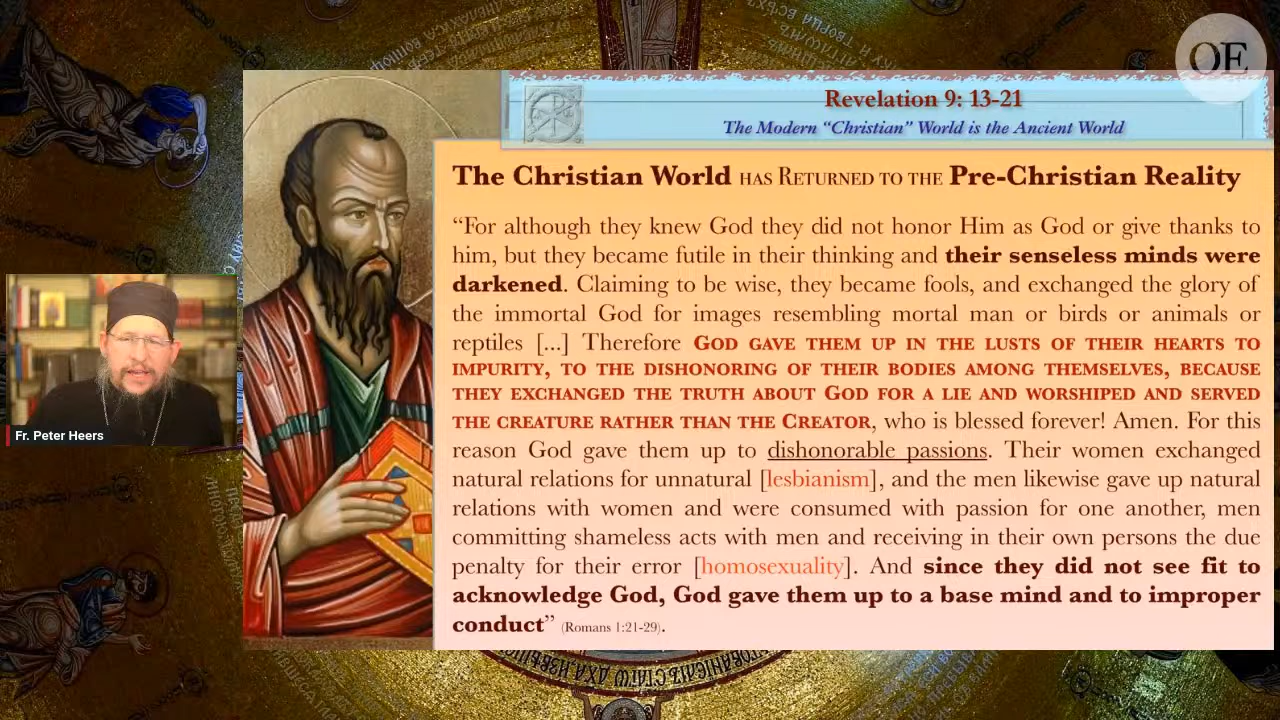 OE
Revelation 9: 13-21
The Modern “Christian” World is the Ancient World
The Christian World HAS RETURNED TO THE Pre-Christian Reality
“For although they knew God they did not honor Him as God or give thanks to
him, but they became futile in their thinking and their senseless minds were
darkened. Claiming to be wise, they became fools, and exchanged the glory of
the immortal God for images resembling mortal man or birds or animals or
reptiles [...] Therefore GOD GAVE THEM UP IN THE LUSTS OF THEIR HEARTS TO
IMPURITY, TO THE DISHONORING OF THEIR BODIES AMONG THEMSELVES, BECAUSE
THEY EXCHANGED THE TRUTH ABOUT GOD FOR A LIE AND WORSHIPED AND SERVED
THE CREATURE RATHER THAN THE CREATOR, who is blessed forever! Amen. For this
reason God gave them up to dishonorable passions. Their women exchanged
natural relations for unnatural [lesbianism], and the men likewise gave up natural
relations with women and were consumed with passion for one another, men
committing shameless acts with men and receiving in their own persons the due
penalty for their error [homosexuality]. And since they did not see fit to
acknowledge God, God gave them up to a base mind and to improper
conduct” (Romans 1:21-29).
Fr. Peter Heers